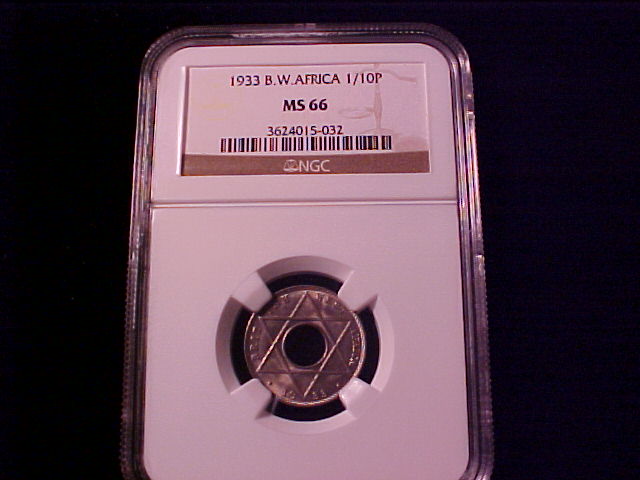 1933 B.W.AFRICA 1/10P
MS 66
3624015-032
NGC